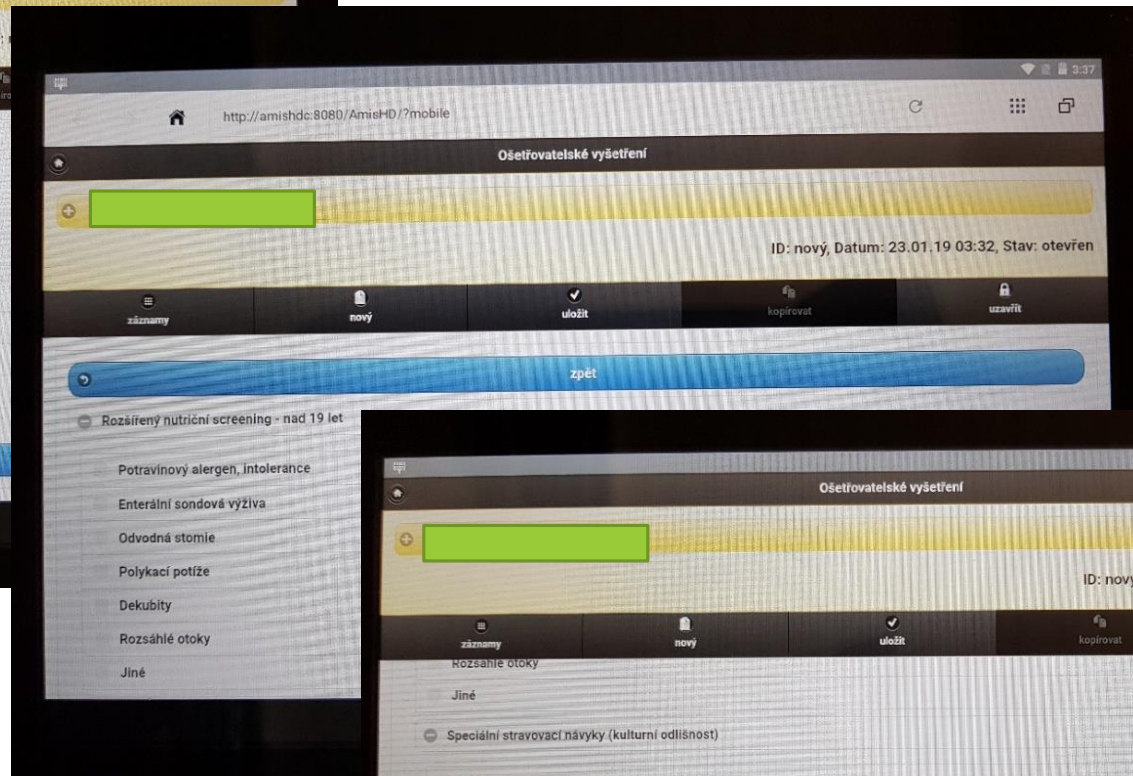 3:37
http://amishdc:8080/AmisHD/?mobile
Ošetřovatelské vyšetření
ID: nový, Datum: 23.01.19 03:32, Stav: otevřen
záznamy nový uložit kopírovat uzavřít
zpět
Rozšířený nutriční screening - nad 19 let
Potravinový alergen, intolerance
Enterální sondová výživa
Odvodná stomie
Polykací potíže
Dekubity
Rozsáhlé otoky
Jiné
Ošetřovatelské vyšetření
ID: nový
záznamy nový uložit kopírovat
Rozsáhlé otoky
Jiné
Speciální stravovací návyky (kulturní odlišnost)